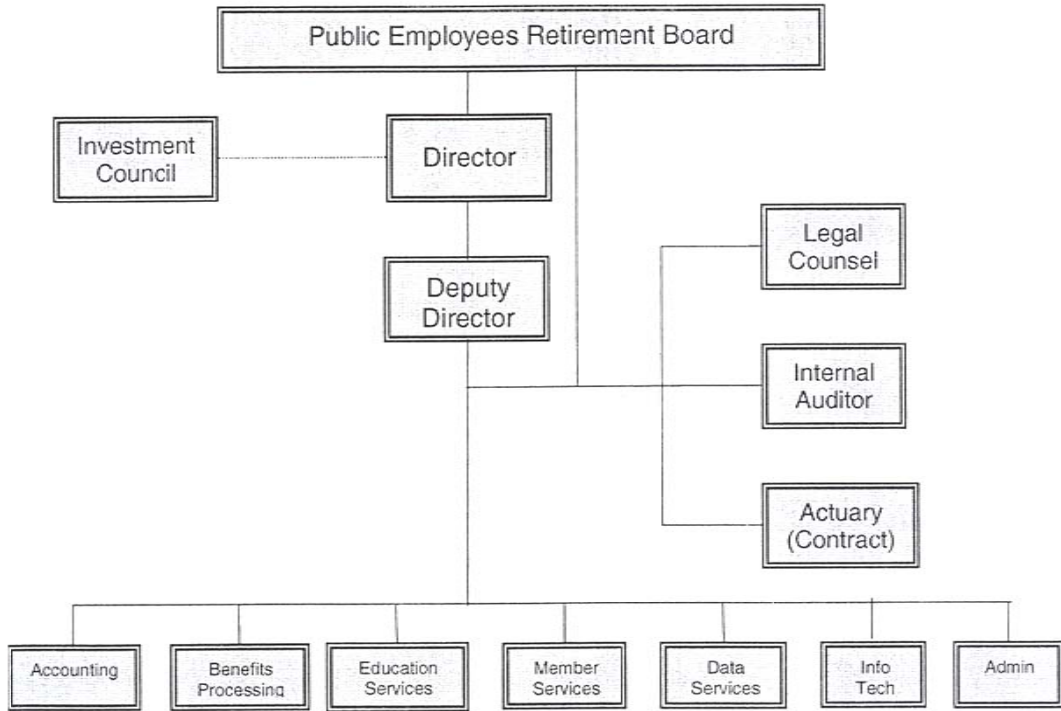 Public Employees Retirement Board
Investment
Council
Director
Deputy
Director
Legal
Counsel
Internal
Auditor
Actuary
(Contract)
Accounting
Benefits
Processing
Education
Services
Member
Services
Data
Services
Info
Tech
Admin